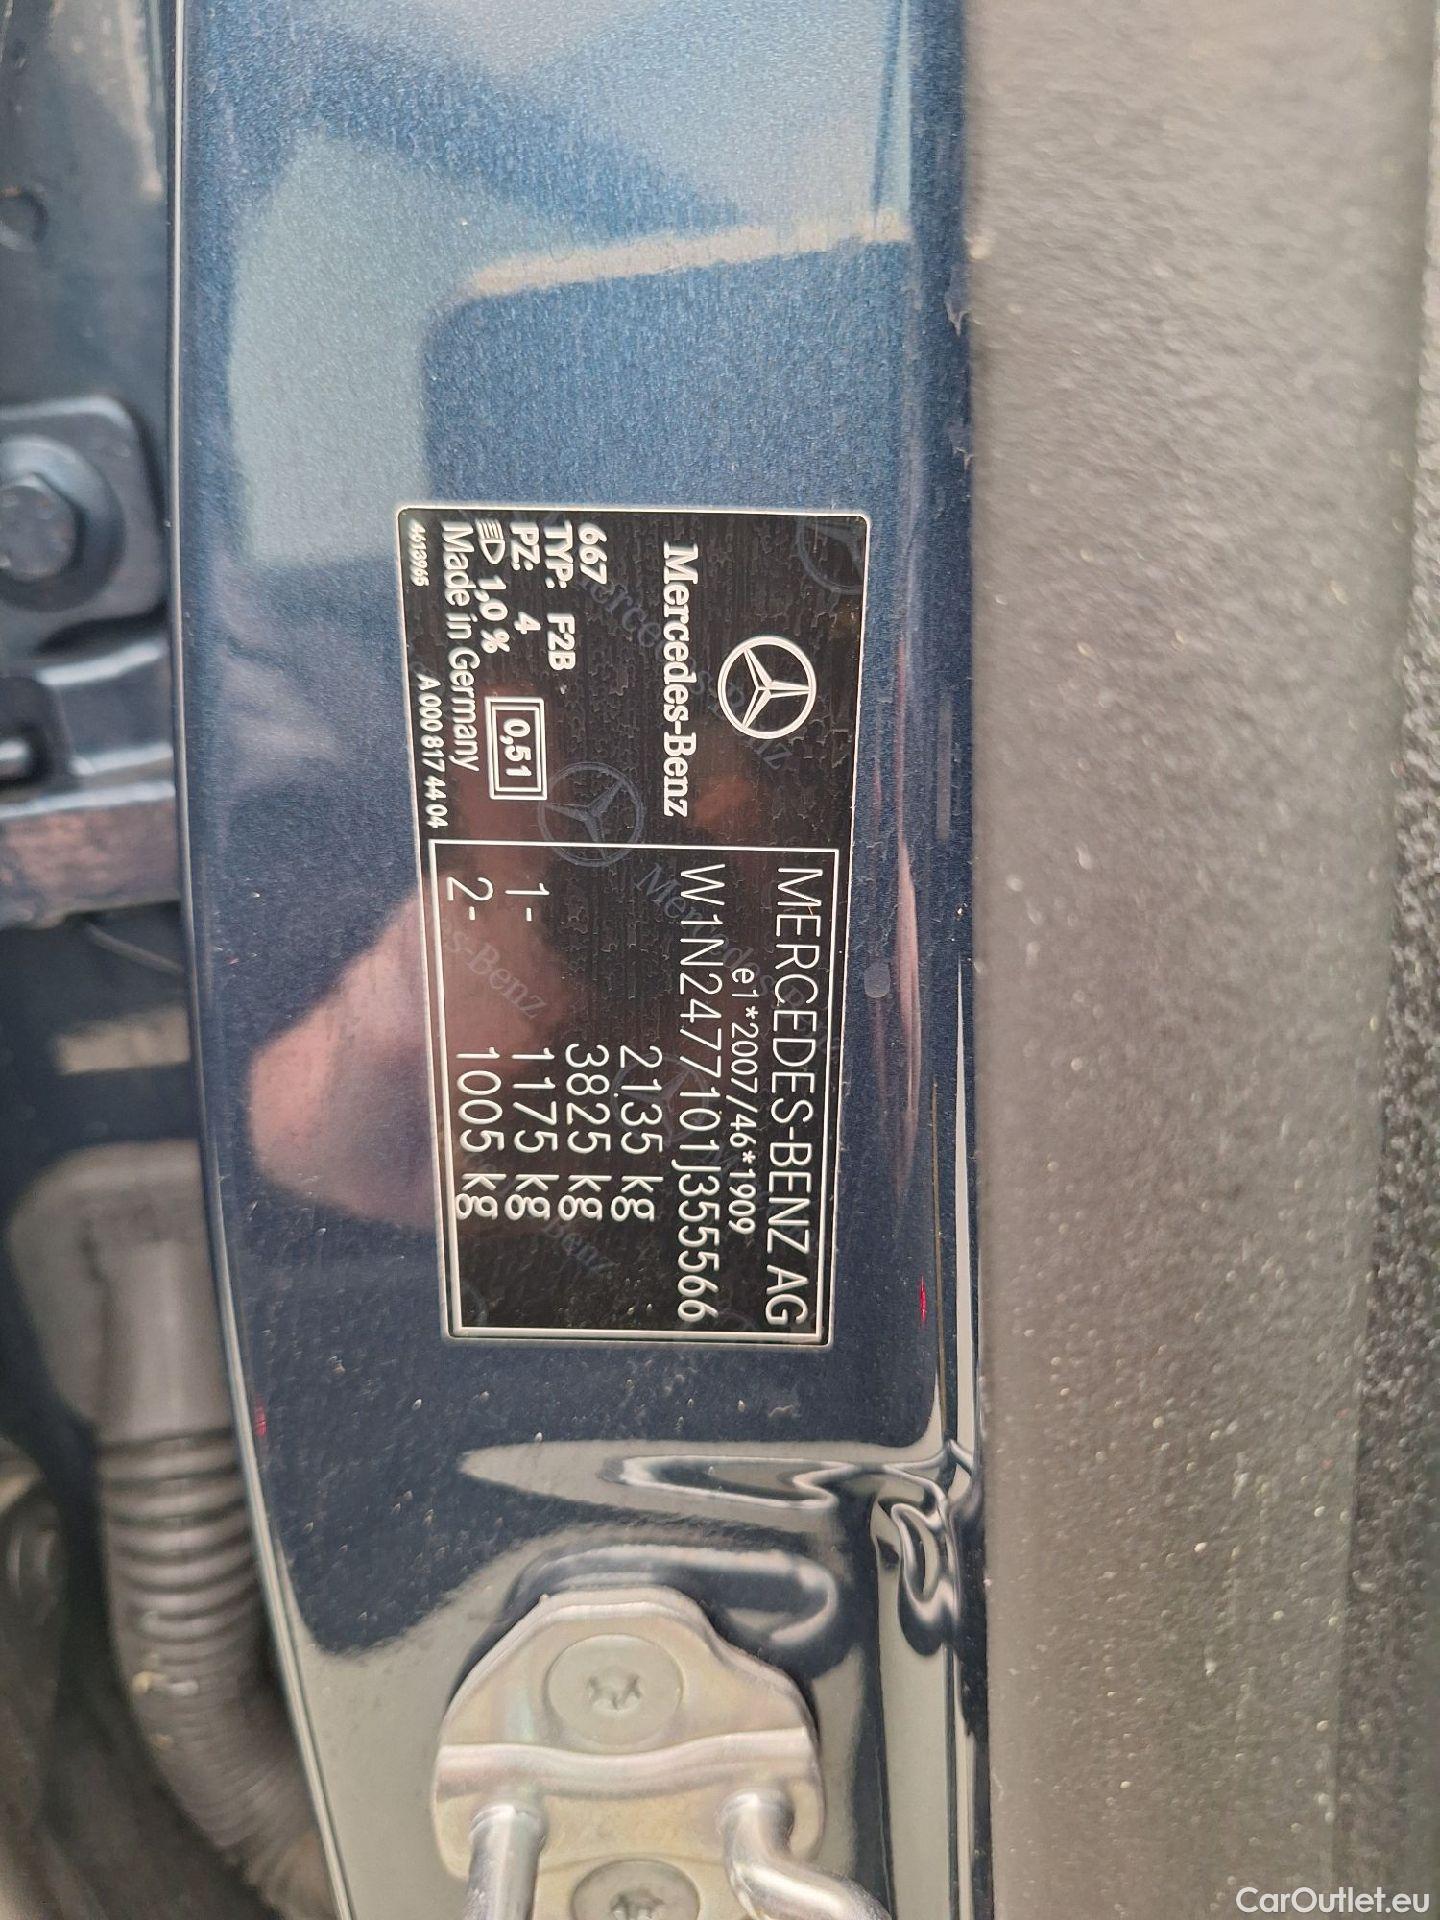 Mercedes-Benz
667
TYP: F2B
PZ: 4
1,0 %
0,51
Made in Germany
4613965
A 000 817 44 04
MERCEDES-BENZ AG
e1*2007/46*1909
W1N2477101J355566
2135 kg
3825 kg
1- 1175 kg
2- 1005 kg
CarOutlet.eu